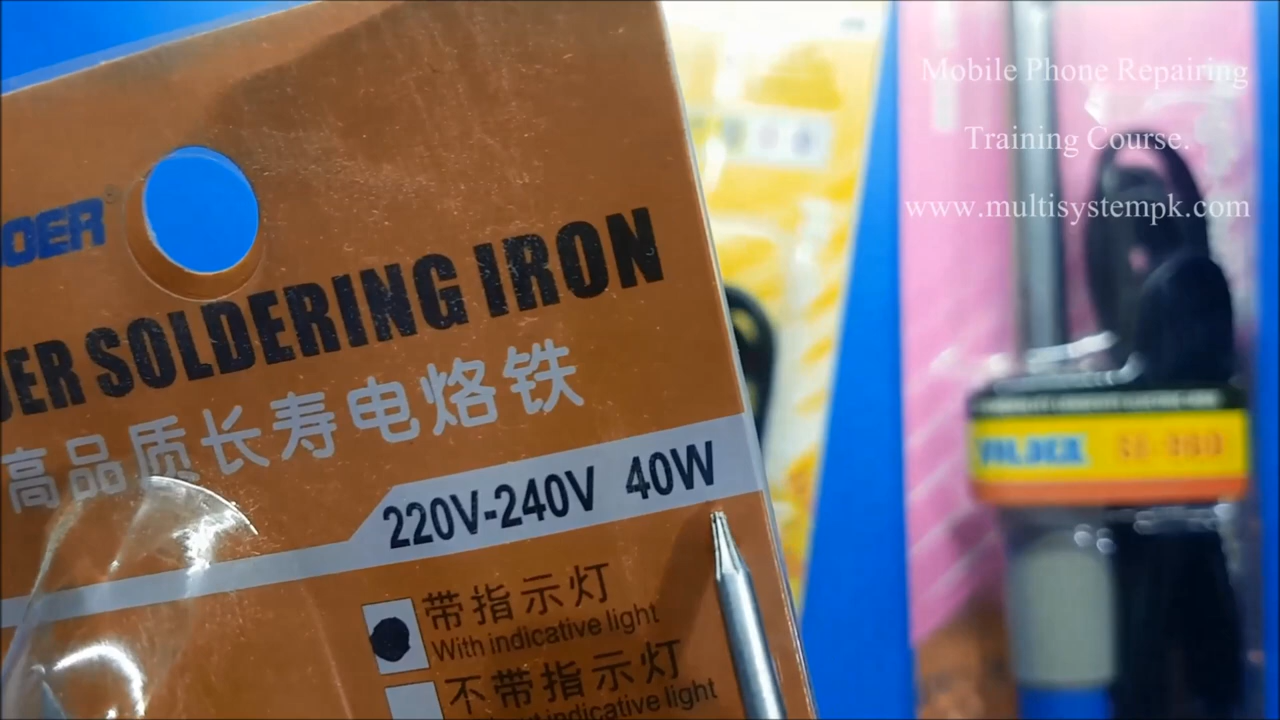 Mobile Phone Repairing
Training Course.
www.multisystempk.com
OER®
SOLDERING IRON
高品质长寿电烙铁
220V-240V 40W
带指示灯
With indicative light
不带指示灯
indicative light